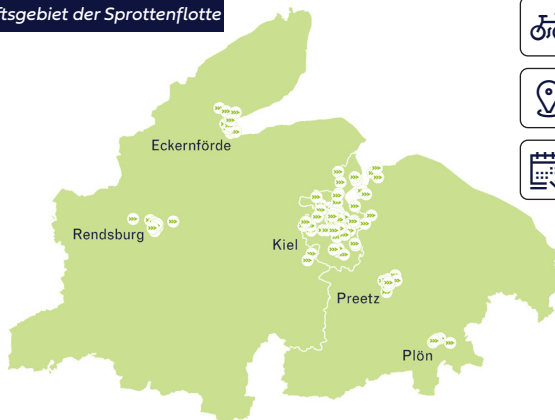 ftsgebiet der Sprottenflotte
Eckernförde
Rendsburg
Kiel
Preetz
Plön